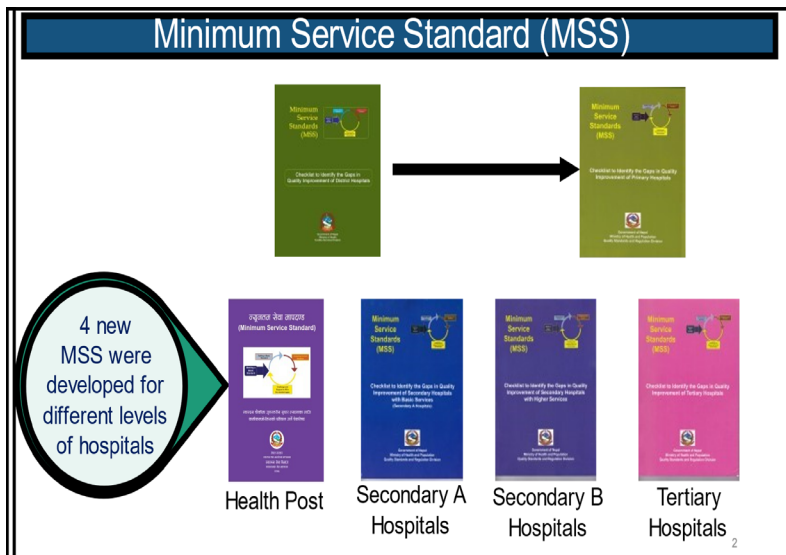 Minimum Service Standard (MSS)
Minimum
Service
Standards
(MSS)
Checklist to Identify the Gaps in
Quality Improvement of District Hospitals
Government of Nepal
Ministry of Health
Minimum
Service
Standards
(MSS)
Checklist to Identify the Gaps in Quality
Improvement of Primary Hospitals
Government of Nepal
Ministry of Health and Population
Quality Standards and Regulation Division
4 new
MSS were
developed for
different levels
of hospitals
न्यूनतम सेवा मापदण्ड
(Minimum Service Standard)
Health Post
Minimum
Service
Standards
(MSS)
Checklist to Identify the Gaps in Quality
Improvement of Secondary Hospitals
with Basic Services
(Secondary A Hospitals)
Government of Nepal
Ministry of Health and Population
Quality Standards and Regulation Division
Secondary A
Hospitals
Minimum
Service
Standards
(MSS)
Checklist to Identify the Gaps in Quality
Improvement of Secondary Hospitals
with Higher Services
Government of Nepal
Ministry of Health and Population
Quality Standards and Regulation Division
Secondary B
Hospitals
Minimum
Service
Standards
(MSS)
Checklist to Identify the Gaps in Quality
Improvement of Tertiary Hospitals
Government of Nepal
Ministry of Health and Population
Quality Standards and Regulation Division
Tertiary
Hospitals
2